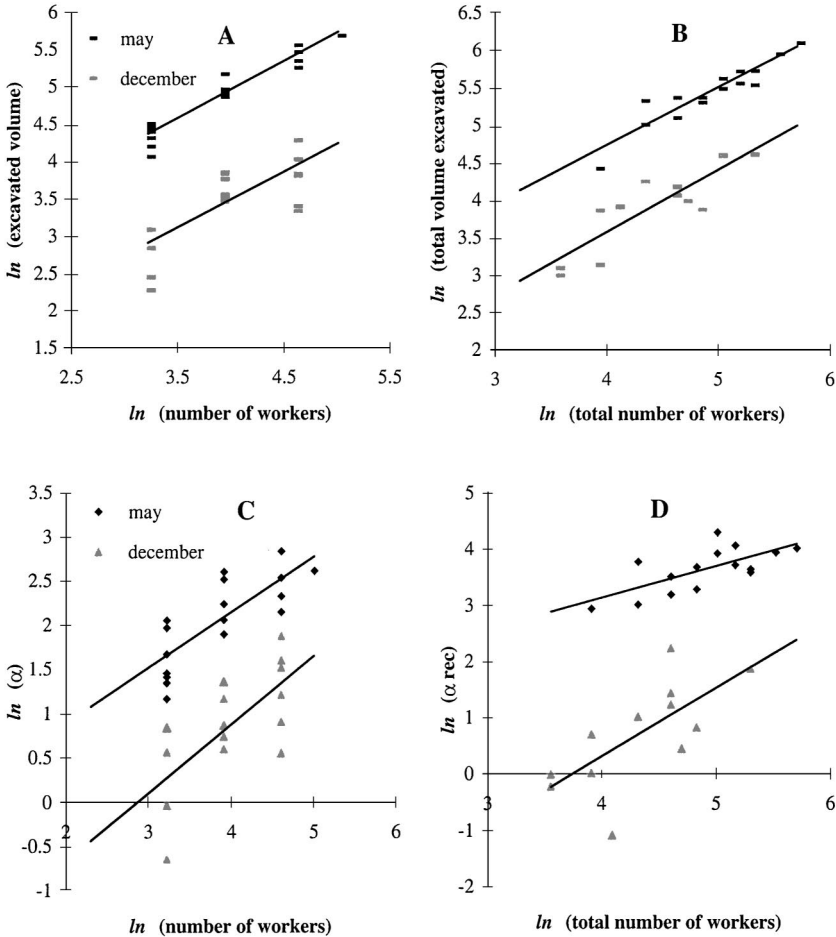 A
may
december
6
5.5
5
4.5
4
3.5
3
2.5
2
1.5
2.5 3.5 4.5 5.5
ln (excavated volume)
ln (number of workers)
B
6.5
6
5.5
5
4.5
4
3.5
3
2.5
2
3 4 5 6
ln (total volume excavated)
ln (total number of workers)
C
may
december
3.5
3
2.5
2
1.5
1
0.5
0
-0.5
-1
2 3 4 5 6
ln (α)
ln (number of workers)
D
5
4
3
2
1
0
-1
-2
3 4 5 6
ln (α rec)
ln (total number of workers)